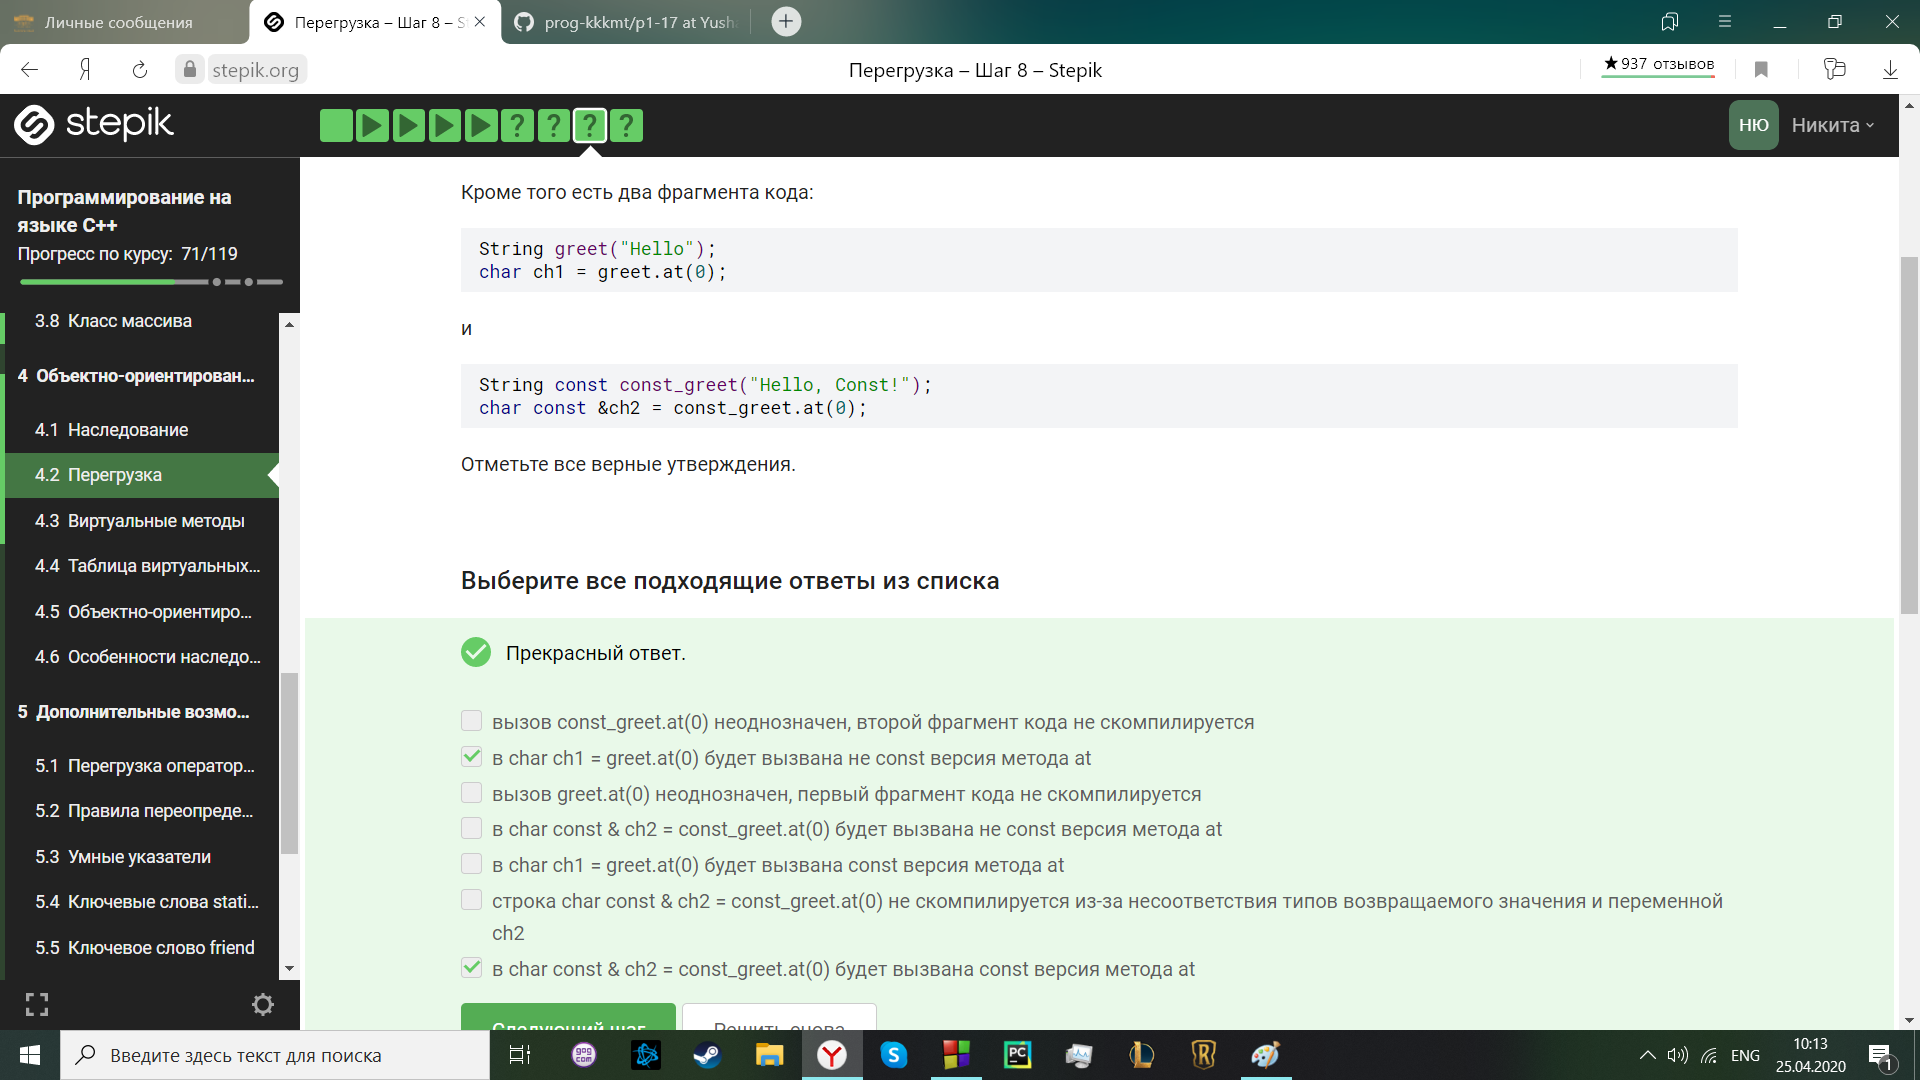 Личные сообщения
Перегрузка – Шаг 8 – S
prog-kkkmt/p1-17 at Yush
stepik.org
Перегрузка – Шаг 8 – Stepik
★937 отзывов
stepik
НЮ
Никита
Программирование на
языке C++
Прогресс по курсу: 71/119
3.8 Класс массива
4 Объектно-ориентирован...
4.1 Наследование
4.2 Перегрузка
4.3 Виртуальные методы
4.4 Таблица виртуальных...
4.5 Объектно-ориентиро...
4.6 Особенности наследо...
5 Дополнительные возмо...
5.1 Перегрузка оператор...
5.2 Правила переопреде...
5.3 Умные указатели
5.4 Ключевые слова stati...
5.5 Ключевое слово friend
Кроме того есть два фрагмента кода:
String greet("Hello");
char ch1 = greet.at(0);
и
String const const_greet("Hello, Const!");
char const &ch2 = const_greet.at(0);
Отметьте все верные утверждения.
Выберите все подходящие ответы из списка
Прекрасный ответ.
вызов const_greet.at(0) неоднозначен, второй фрагмент кода не скомпилируется
в char ch1 = greet.at(0) будет вызвана не const версия метода at
вызов greet.at(0) неоднозначен, первый фрагмент кода не скомпилируется
в char const & ch2 = const_greet.at(0) будет вызвана не const версия метода at
в char ch1 = greet.at(0) будет вызвана const версия метода at
строка char const & ch2 = const_greet.at(0) не скомпилируется из-за несоответствия типов возвращаемого значения и переменной
ch2
в char const & ch2 = const_greet.at(0) будет вызвана const версия метода at
Следующий шаг
Решить снова
Введите здесь текст для поиска
gog
com
PC
ENG
10:13
25.04.2020
1